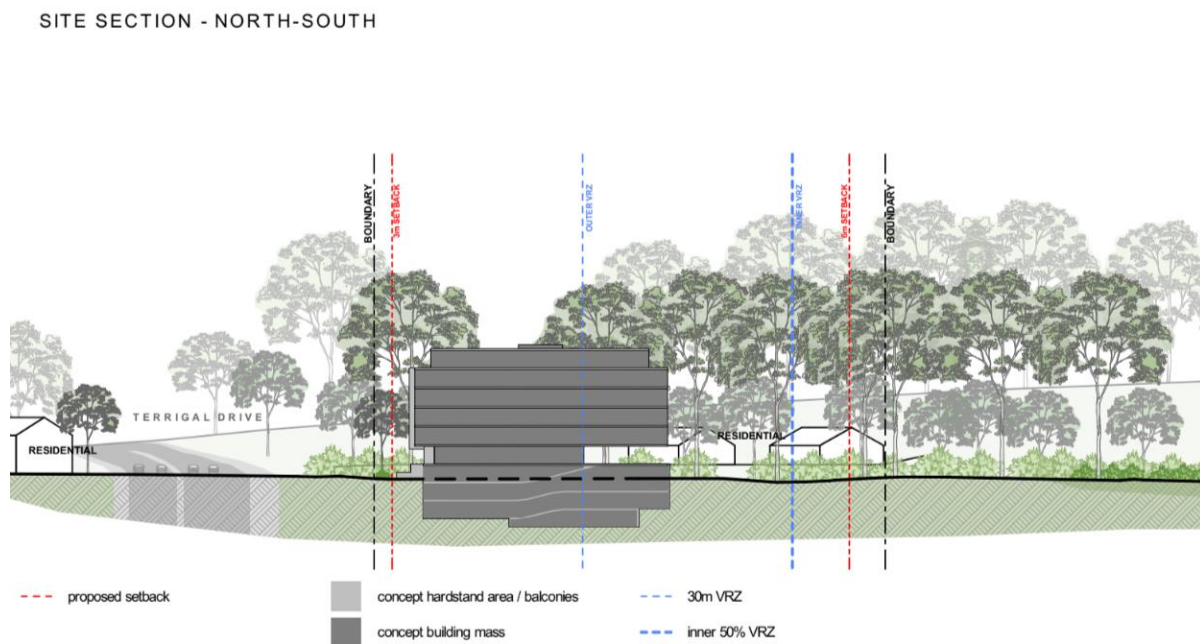 SITE SECTION - NORTH-SOUTH
BOUNDARY
3m SETBACK
OUTER VRZ
INNER VRZ
6m SETBACK
BOUNDARY
TERRIGAL DRIVE
RESIDENTIAL
RESIDENTIAL
proposed setback
concept hardstand area / balconies
30m VRZ
concept building mass
inner 50% VRZ